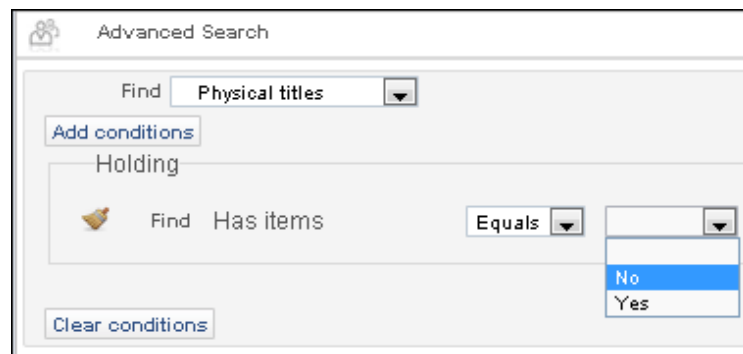 Advanced Search
Find Physical titles
Add conditions
Holding
Find Has items Equals
No
Yes
Clear conditions